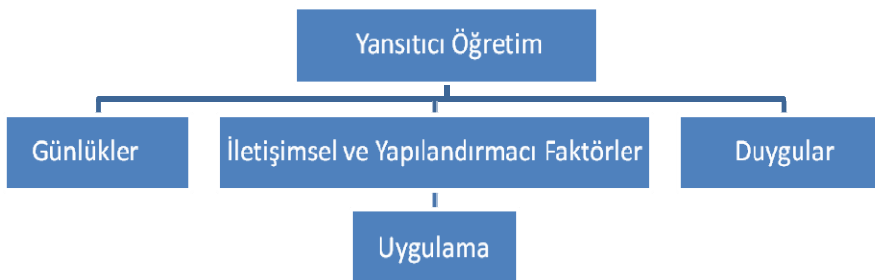 Yansıtıcı Öğretim
Günlükler
İletişimsel ve Yapılandırmacı Faktörler
Duygular
Uygulama